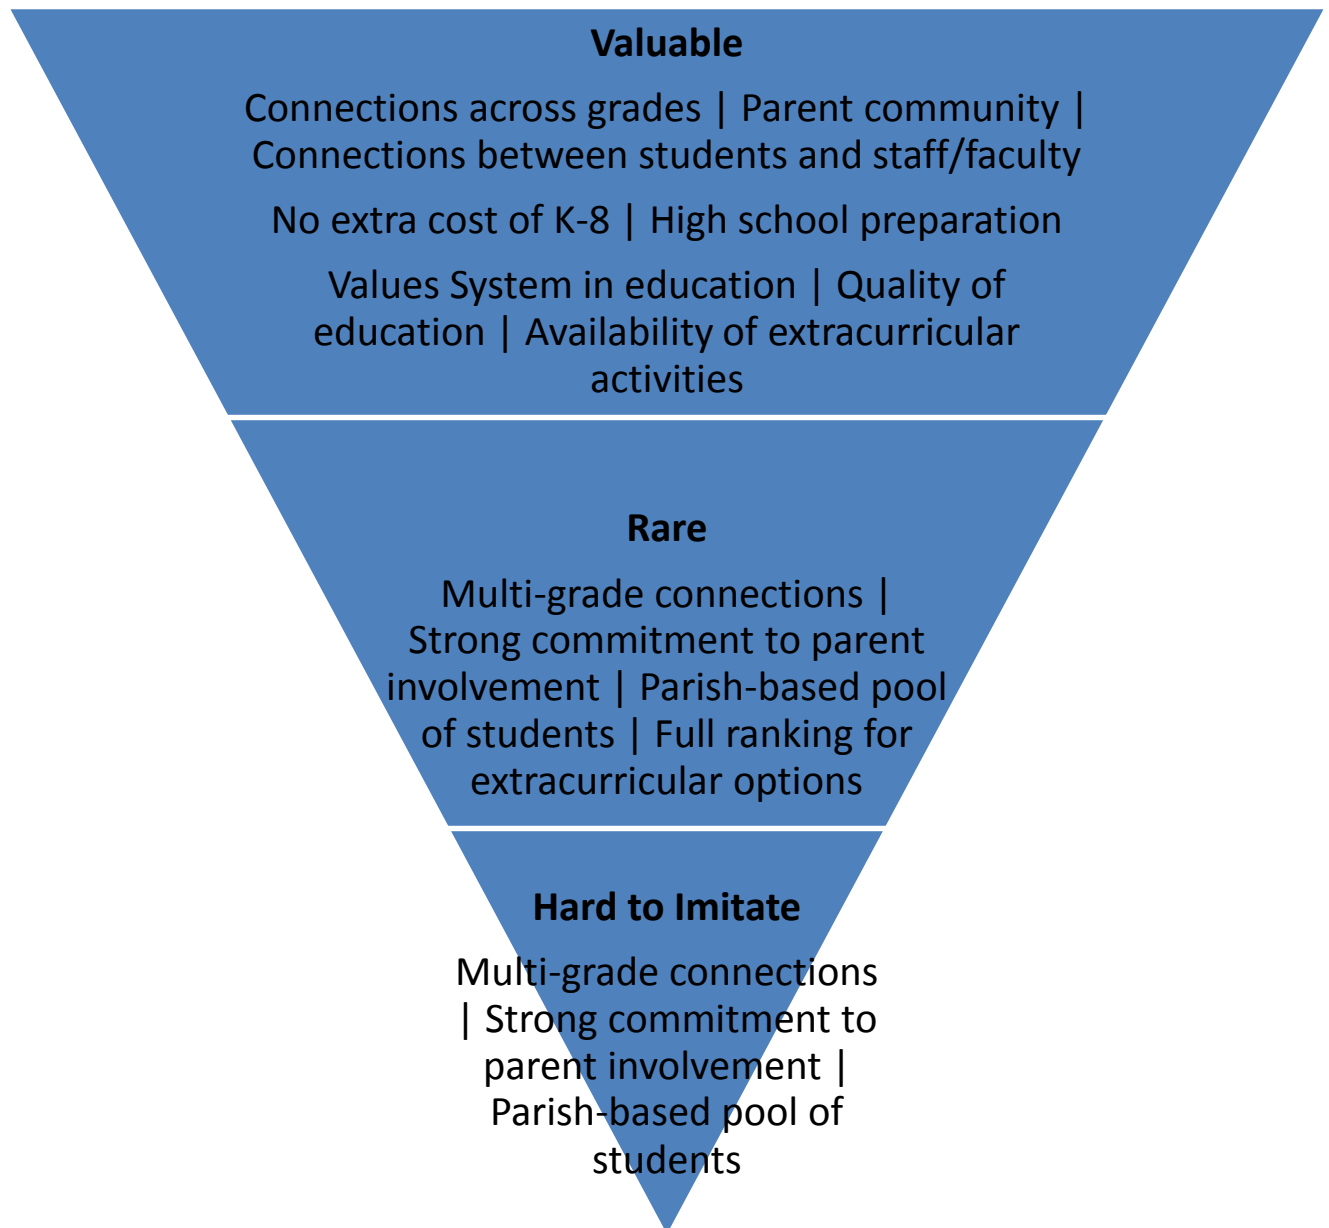 Valuable
Connections across grades | Parent community |
Connections between students and staff/faculty
No extra cost of K-8 | High school preparation
Values System in education | Quality of
education | Availability of extracurricular
activities
Rare
Multi-grade connections |
Strong commitment to parent
involvement | Parish-based pool
of students | Full ranking for
extracurricular options
Hard to Imitate
Multi-grade connections
| Strong commitment to
parent involvement |
Parish-based pool of
students